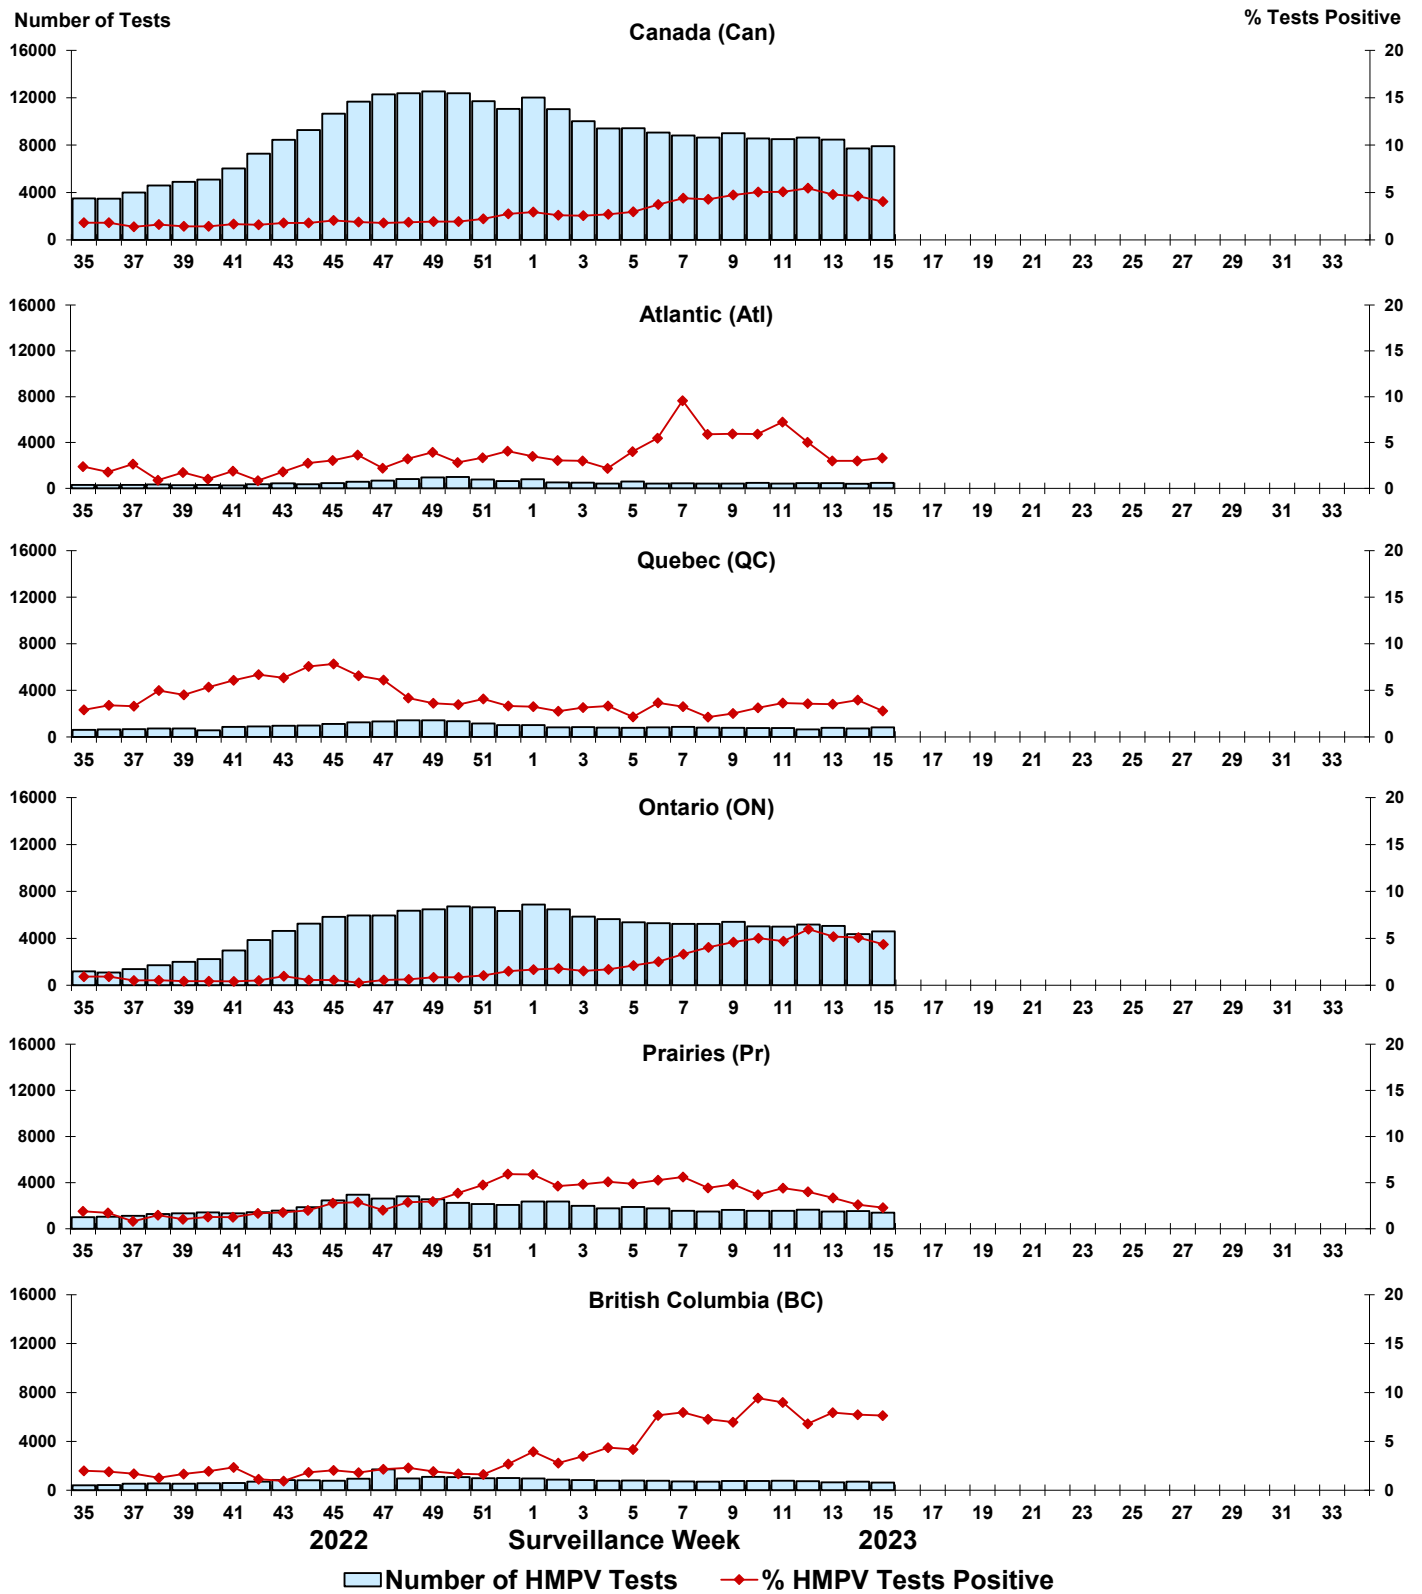 Number of Tests
% Tests Positive
Canada (Can)
16000 20
12000 15
8000 10
4000 5
0 0
35 37 39 41 43 45 47 49 51 1 3 5 7 9 11 13 15 17 19 21 23 25 27 29 31 33
Atlantic (Atl)
16000 20
12000 15
8000 10
4000 5
0 0
35 37 39 41 43 45 47 49 51 1 3 5 7 9 11 13 15 17 19 21 23 25 27 29 31 33
Quebec (QC)
16000 20
12000 15
8000 10
4000 5
0 0
35 37 39 41 43 45 47 49 51 1 3 5 7 9 11 13 15 17 19 21 23 25 27 29 31 33
Ontario (ON)
16000 20
12000 15
8000 10
4000 5
0 0
35 37 39 41 43 45 47 49 51 1 3 5 7 9 11 13 15 17 19 21 23 25 27 29 31 33
Prairies (Pr)
16000 20
12000 15
8000 10
4000 5
0 0
35 37 39 41 43 45 47 49 51 1 3 5 7 9 11 13 15 17 19 21 23 25 27 29 31 33
British Columbia (BC)
16000 20
12000 15
8000 10
4000 5
0 0
35 37 39 41 43 45 47 49 51 1 3 5 7 9 11 13 15 17 19 21 23 25 27 29 31 33
2022 Surveillance Week 2023
Number of HMPV Tests % HMPV Tests Positive